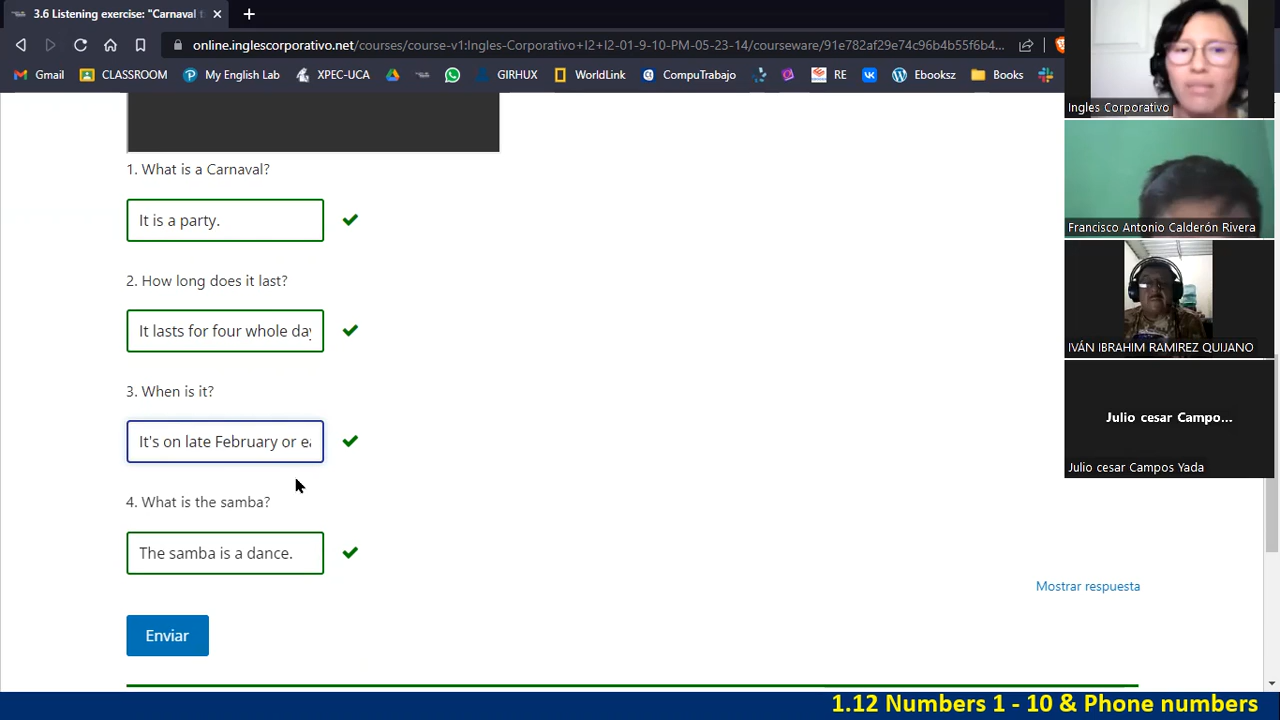 3.6 Listening exercise: "Carnaval t
online.inglescorporativo.net/courses/course-v1:Ingles-Corporativo+I2+I2-01-9-10-PM-05-23-14/courseware/91e782af29e74c96b4b55f6b4...
Gmail CLASSROOM My English Lab XPEC-UCA GIRHUX WorldLink CompuTrabajo RE Ebooksz Books
Ingles Corporativo
1. What is a Carnaval?
It is a party.
Francisco Antonio Calderón Rivera
2. How long does it last?
It lasts for four whole day
IVÁN IBRAHIM RAMIREZ QUIJANO
3. When is it?
It's on late February or ea
Julio cesar Campo...
Julio cesar Campos Yada
4. What is the samba?
The samba is a dance.
Mostrar respuesta
Enviar
1.12 Numbers 1 - 10 & Phone numbers